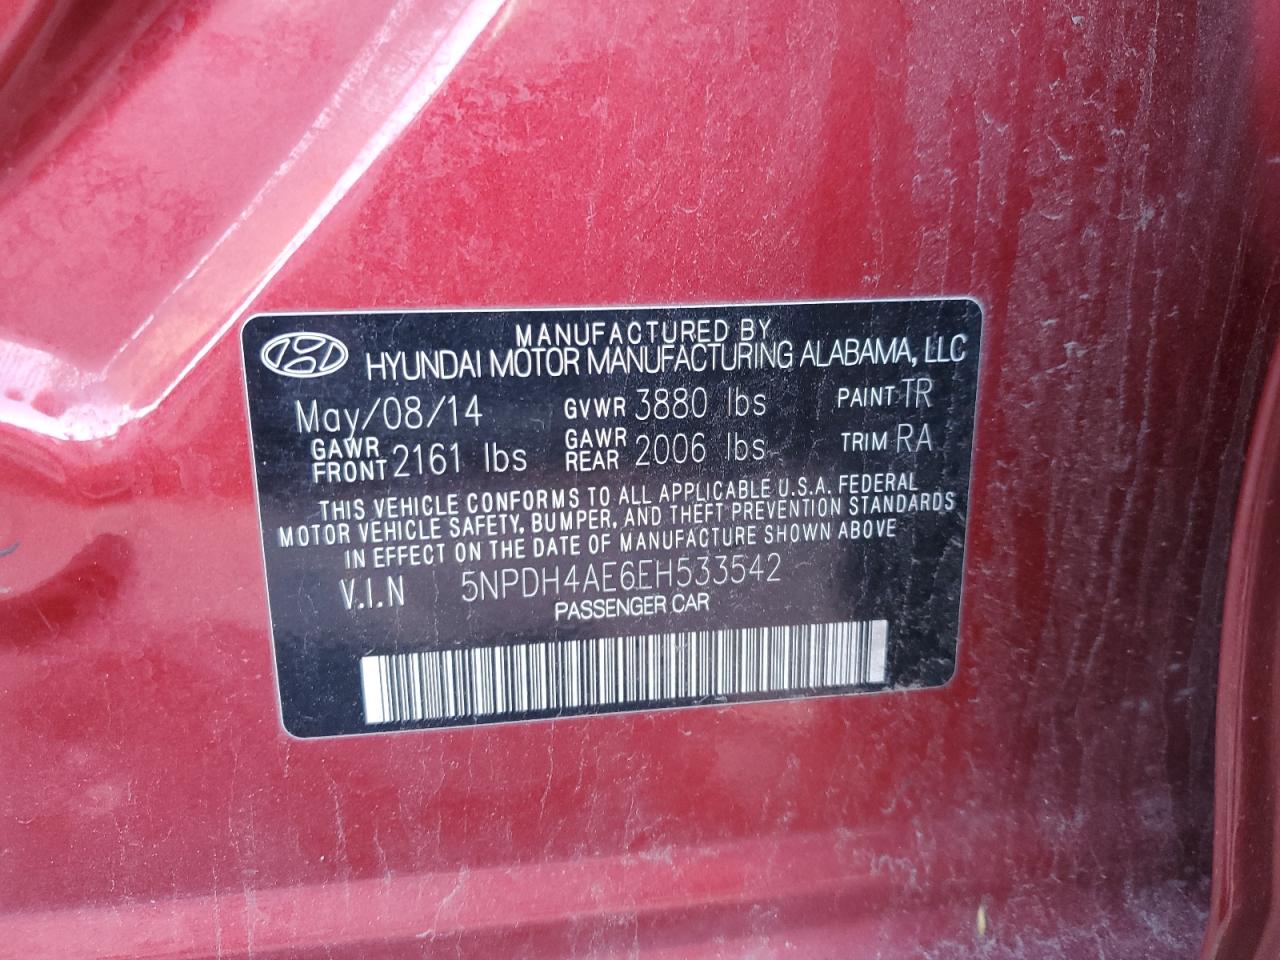 MANUFACTURED BY
HYUNDAI MOTOR MANUFACTURING ALABAMA, LLC
May/08/14 GVWR 3880 lbs PAINT TR
GAWR FRONT 2161 lbs GAWR REAR 2006 lbs TRIM RA
THIS VEHICLE CONFORMS TO ALL APPLICABLE U.S.A. FEDERAL
MOTOR VEHICLE SAFETY, BUMPER, AND THEFT PREVENTION STANDARDS
IN EFFECT ON THE DATE OF MANUFACTURE SHOWN ABOVE
V.I.N 5NPDH4AE6EH533542
PASSENGER CAR